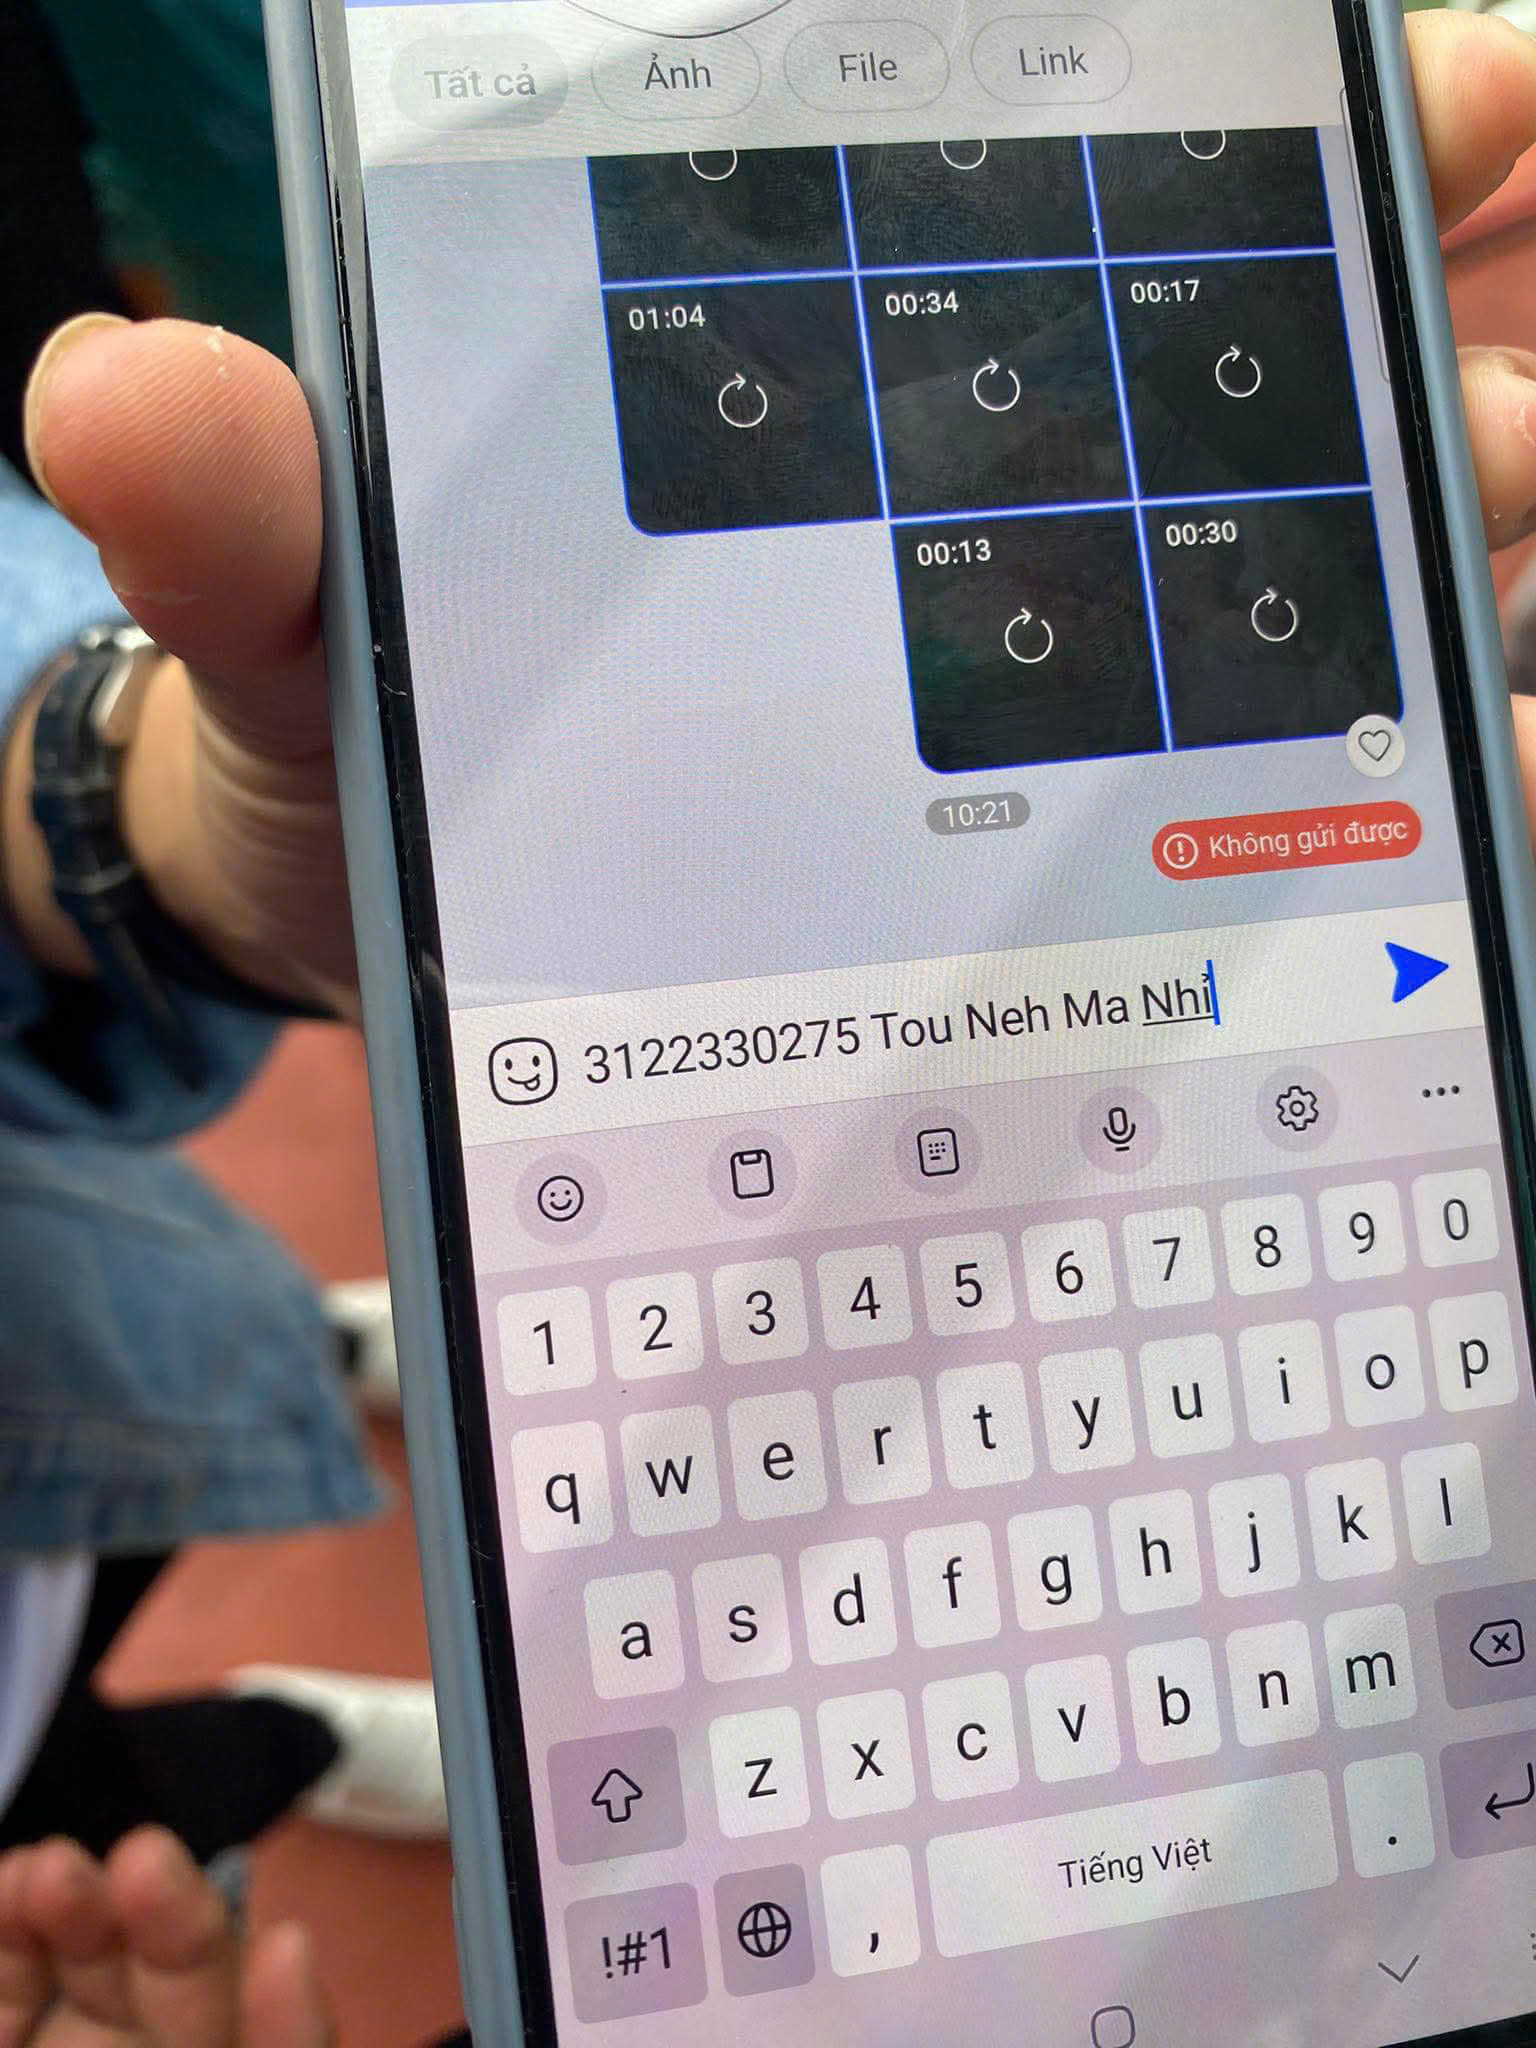 Tất cả
Ảnh
File
Link
01:04
00:34
00:17
00:13
00:30
10:21
Không gửi được
3122330275 Tou Neh Ma Nhỉ
1 2 3 4 5 6 7 8 9 0
q w e r t y u i o p
a s d f g h j k l
z x c v b n m
!#1 , Tiếng Việt .